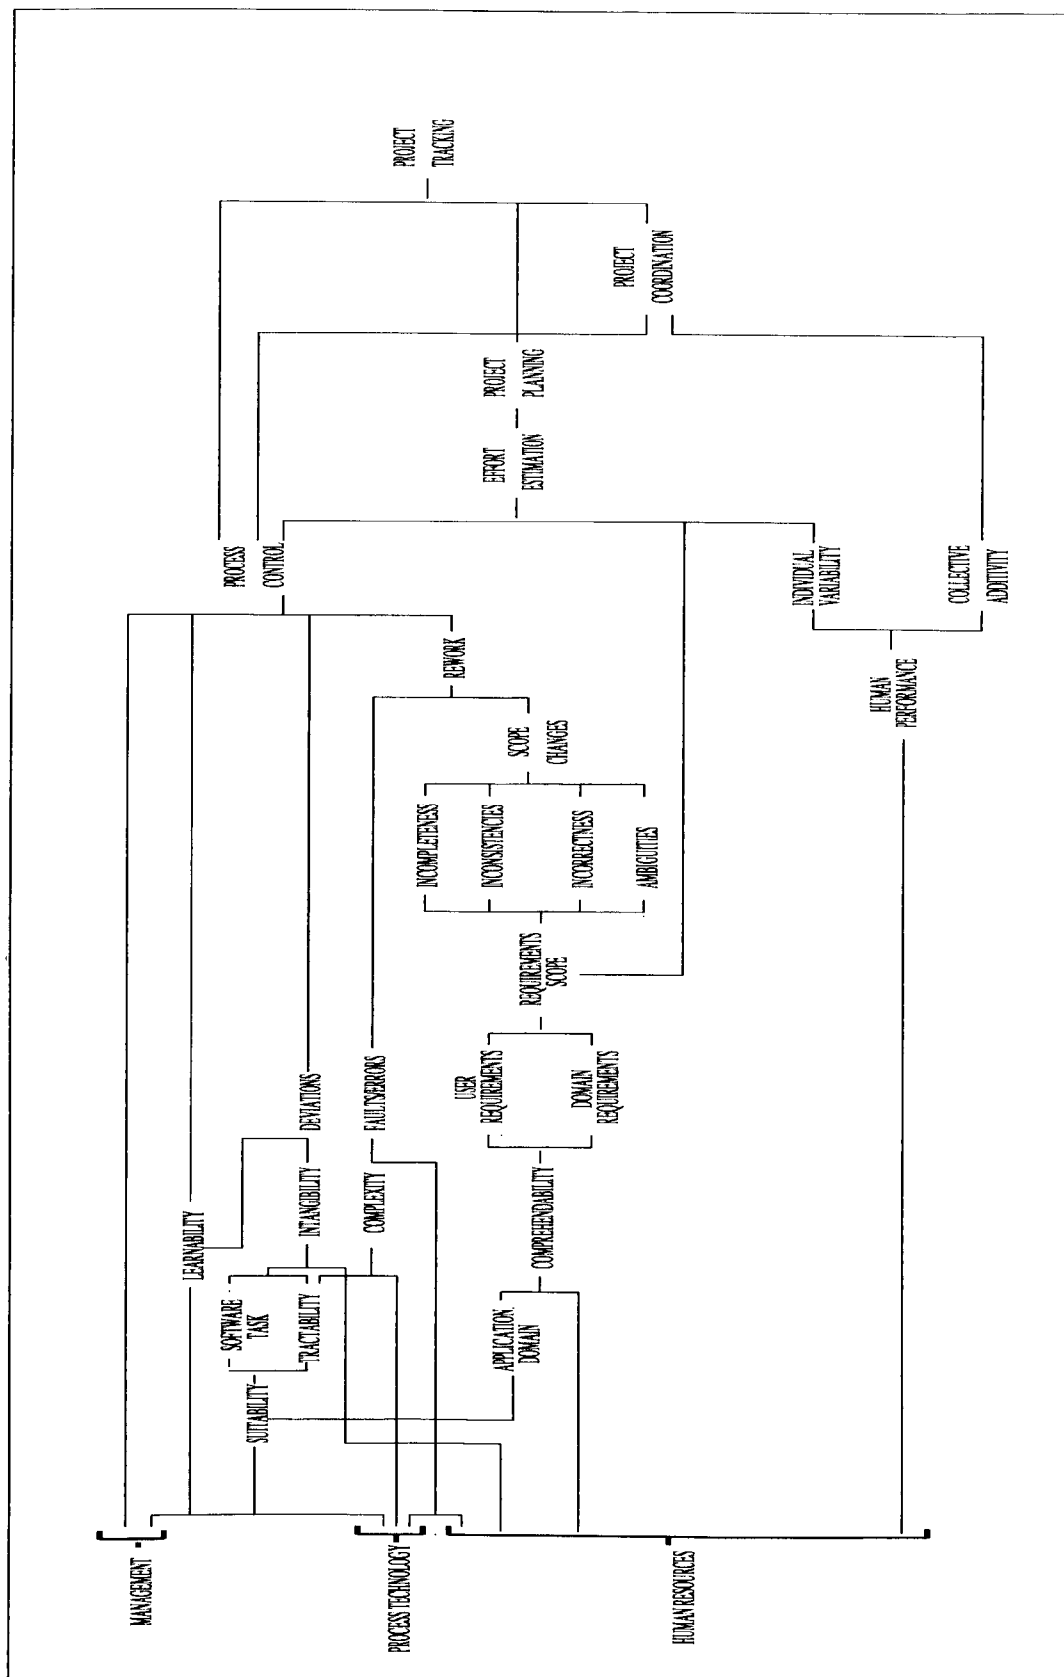 MANAGEMENT
PROCESS TECHNOLOGY
HUMAN RESOURCES
SUITABILITY
SOFTWARE
TASK
TRACTABILITY
APPLICATION
DOMAIN
LEARNABILITY
INTANGIBILITY
COMPLEXITY
COMPREHENDABILITY
DEVIATIONS
FAULTS/ERRORS
USER
REQUIREMENTS
DOMAIN
REQUIREMENTS
REQUIREMENTS
SCOPE
INCOMPLETENESS
INCONSISTENCIES
INCORRECTNESS
AMBIGUITIES
SCOPE
CHANGES
REWORK
HUMAN
PERFORMANCE
PROCESS
CONTROL
INDIVIDUAL
VARIABILITY
COLLECTIVE
ADDITIVITY
EFFORT
ESTIMATION
PROJECT
PLANNING
PROJECT
COORDINATION
PROJECT
TRACKING